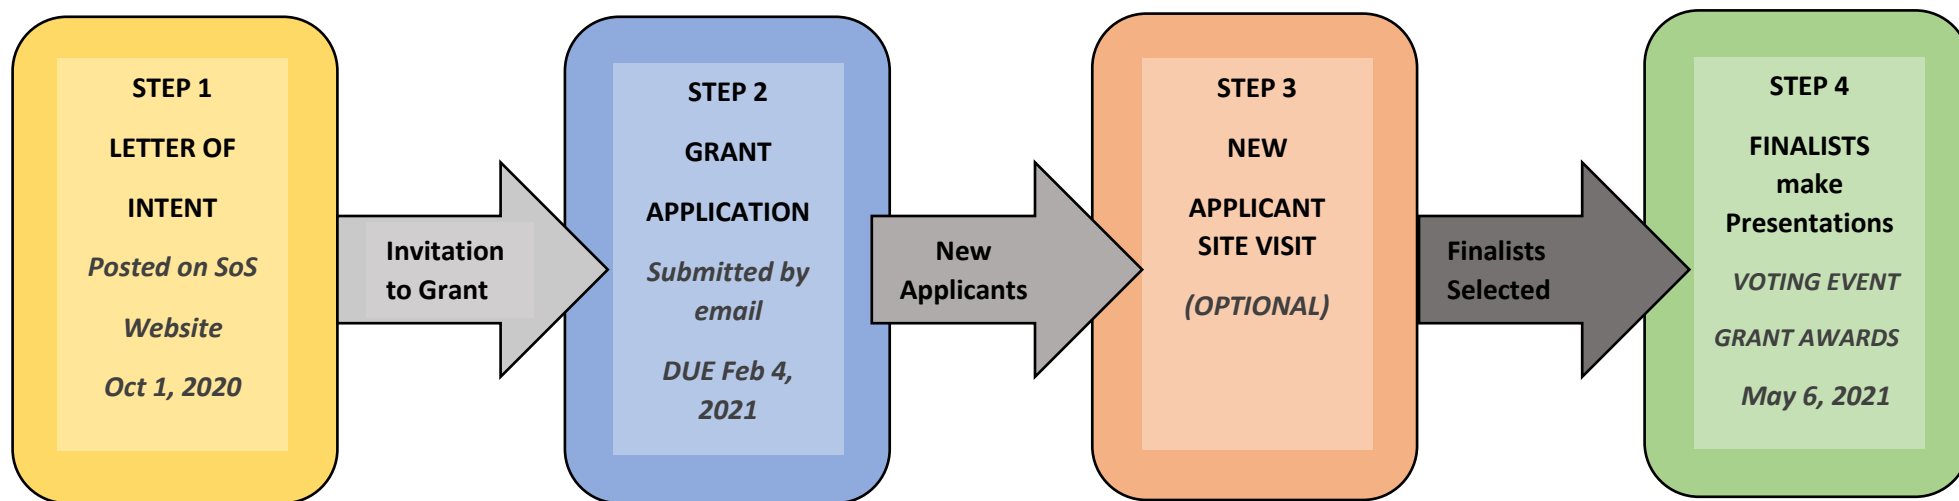 STEP 1
LETTER OF
INTENT
Posted on SoS
Website
Oct 1, 2020
Invitation
to Grant
STEP 2
GRANT
APPLICATION
Submitted by
email
DUE Feb 4,
2021
New
Applicants
STEP 3
NEW
APPLICANT
SITE VISIT
(OPTIONAL)
Finalists
Selected
STEP 4
FINALISTS
make
Presentations
VOTING EVENT
GRANT AWARDS
May 6, 2021